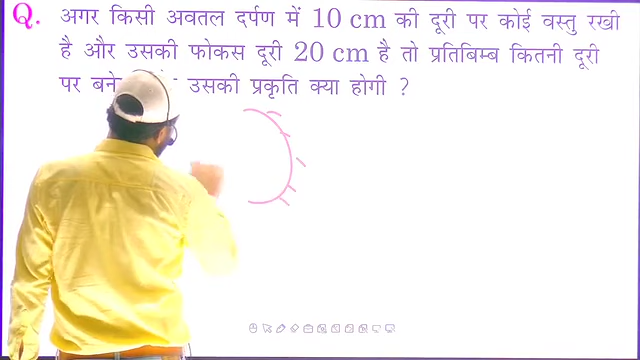 Q. अगर किसी अवतल दर्पण में 10 cm की दूरी पर कोई वस्तु रखी
है और उसकी फोकस दूरी 20 cm है तो प्रतिबिम्ब कितनी दूरी
पर उसकी प्रकृति क्या होगी ?